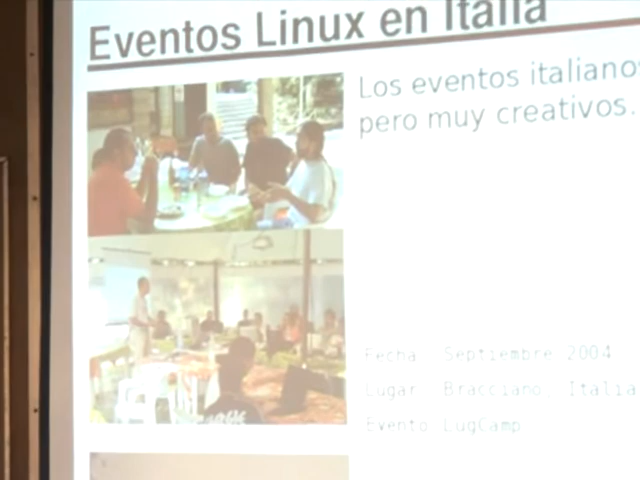 Eventos Linux en Italia
Los eventos italianos
pero muy creativos.
Fecha Septiembre 2004
Lugar Bracciano, Italia
Evento LugCamp